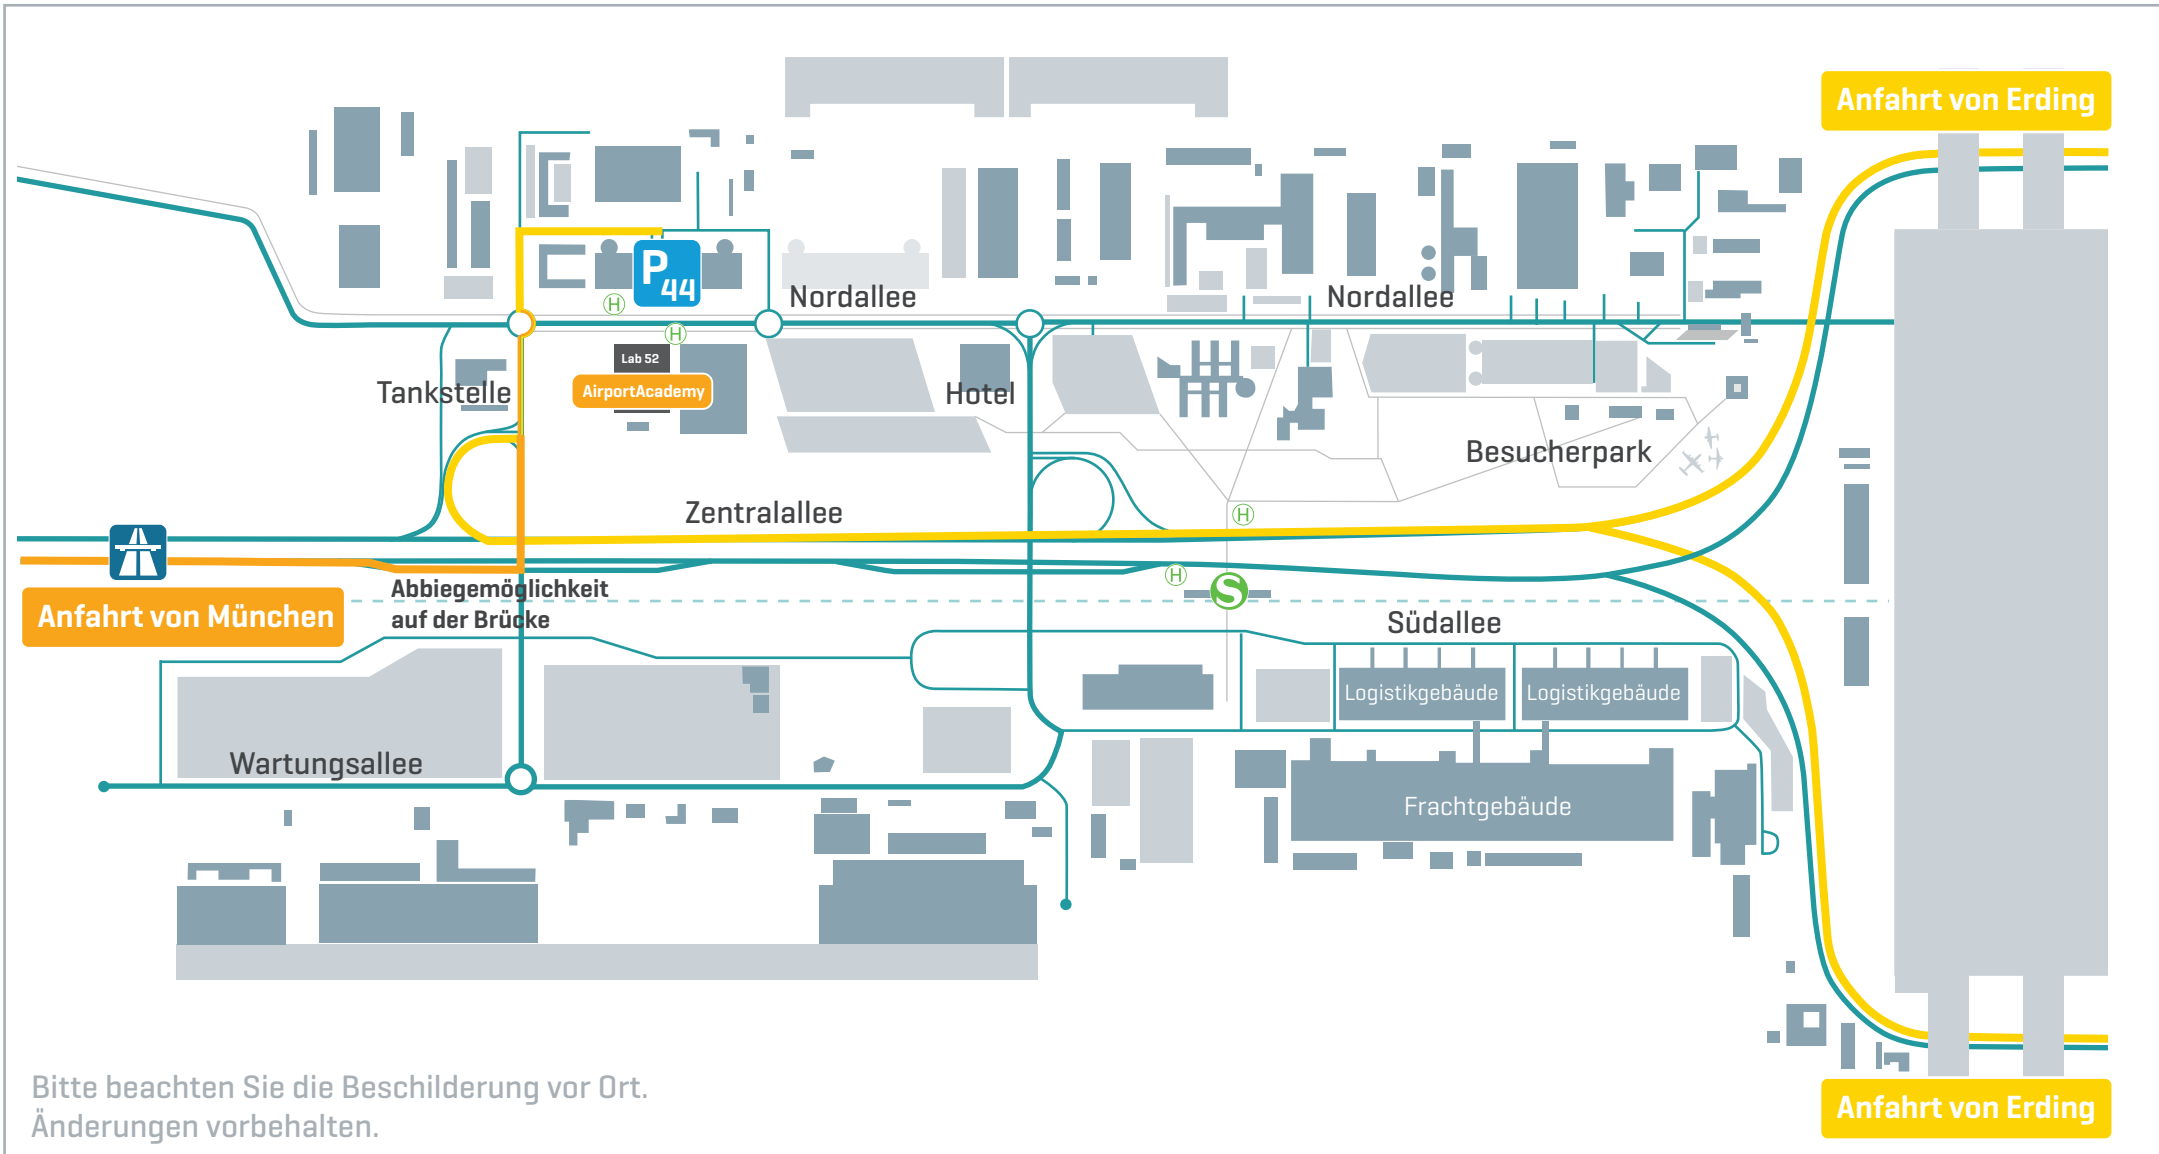 Anfahrt von Erding
P
44
Nordallee
Nordallee
H
H
Lab 52
AirportAcademy
Tankstelle
Hotel
Besucherpark
Zentralallee
H
H
S
Abbiegemöglichkeit
auf der Brücke
Anfahrt von München
Südallee
Logistikgebäude
Logistikgebäude
Wartungsallee
Frachtgebäude
Bitte beachten Sie die Beschilderung vor Ort.
Änderungen vorbehalten.
Anfahrt von Erding